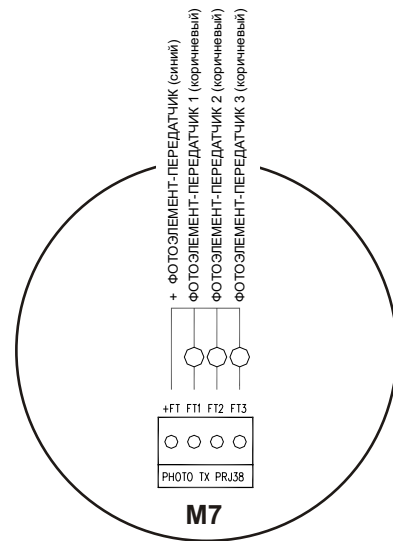 + ФОТОЭЛЕМЕНТ-ПЕРЕДАТЧИК (синий)
ФОТОЭЛЕМЕНТ-ПЕРЕДАТЧИК 1 (коричневый)
ФОТОЭЛЕМЕНТ-ПЕРЕДАТЧИК 2 (коричневый)
ФОТОЭЛЕМЕНТ-ПЕРЕДАТЧИК 3 (коричневый)
+FT FT1 FT2 FT3
PHOTO TX PRJ38
M7